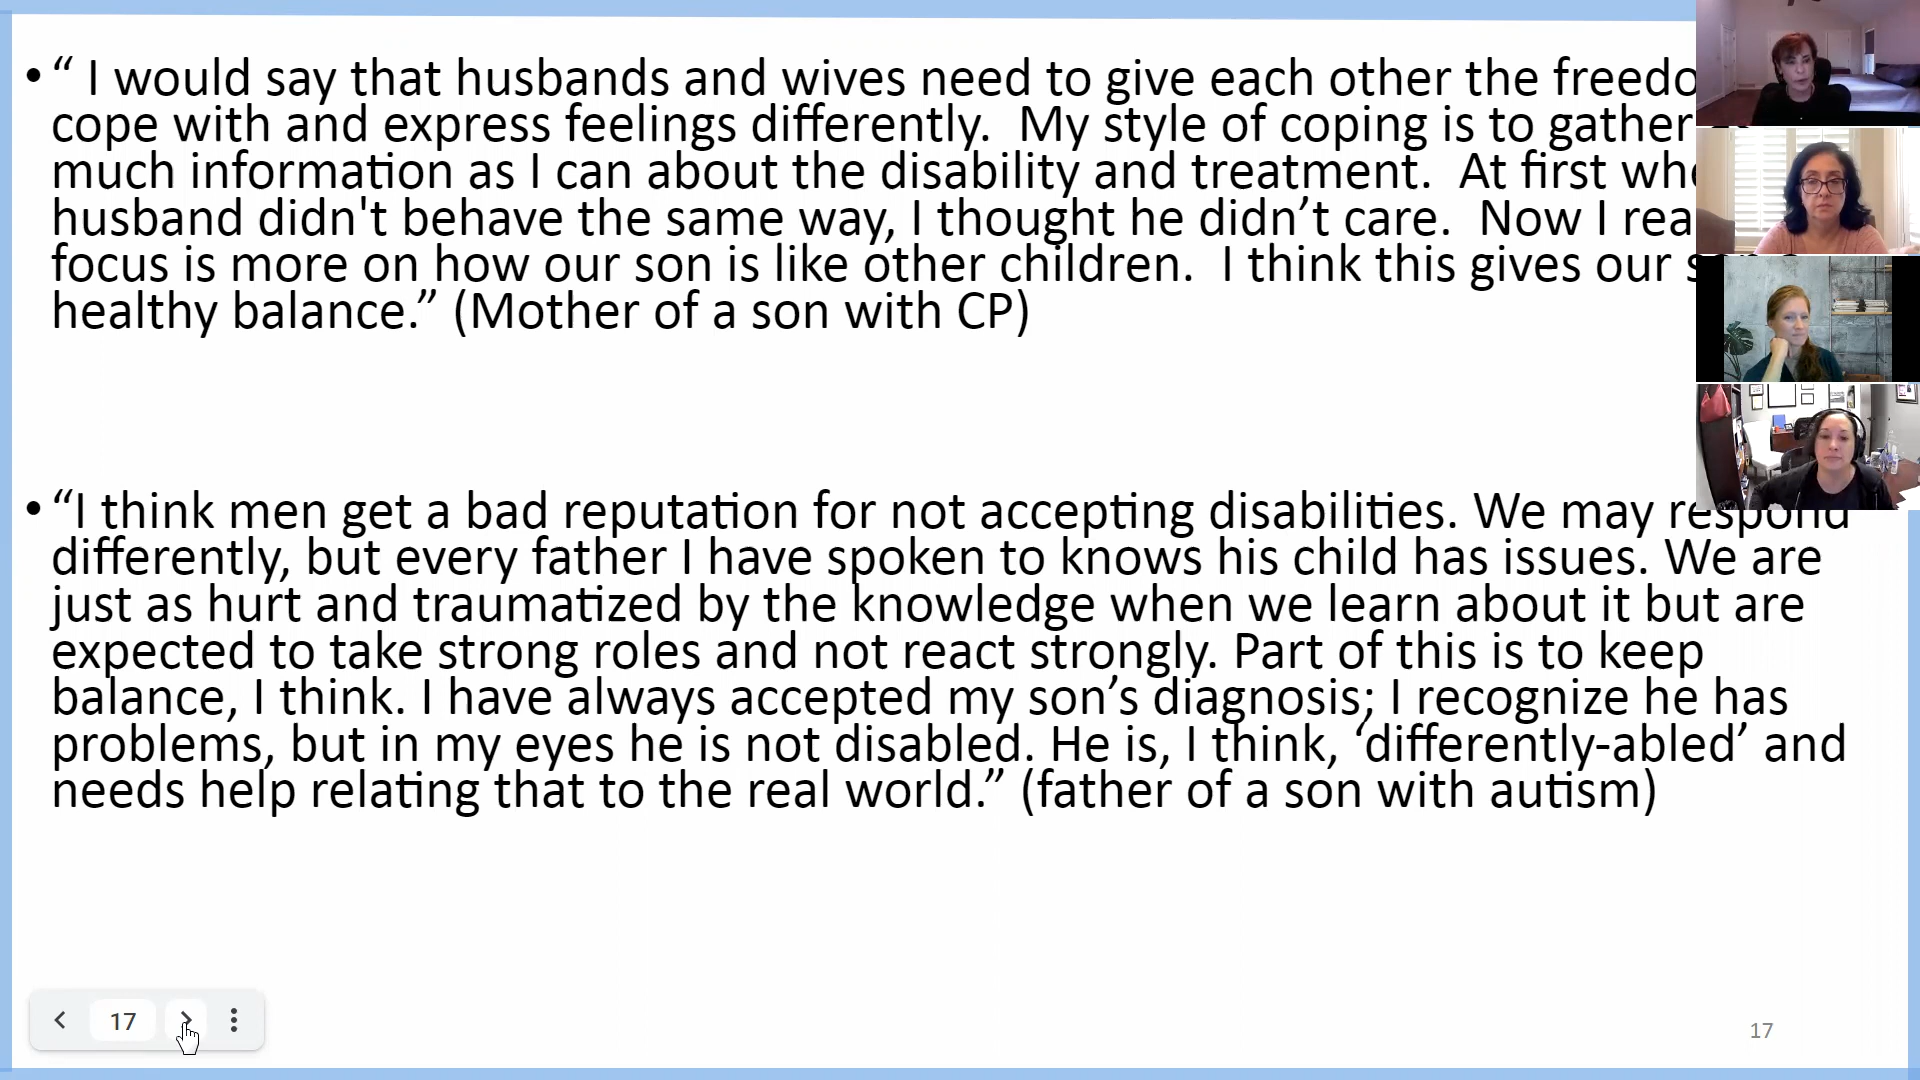 • “ I would say that husbands and wives need to give each other the
cope with and express feelings differently.  My style of coping is to gather
much information as I can about the disability and treatment.  At first
husband didn't behave the same way, I thought he didn’t care.  Now I
focus is more on how our son is like other children.  I think this gives our
healthy balance.” (Mother of a son with CP)
• “I think men get a bad reputation for not accepting disabilities. We may respond
differently, but every father I have spoken to knows his child has issues. We are
just as hurt and traumatized by the knowledge when we learn about it but are
expected to take strong roles and not react strongly. Part of this is to keep
balance, I think. I have always accepted my son’s diagnosis; I recognize he has
problems, but in my eyes he is not disabled. He is, I think, ‘differently-abled’ and
needs help relating that to the real world.” (father of a son with autism)
17
17